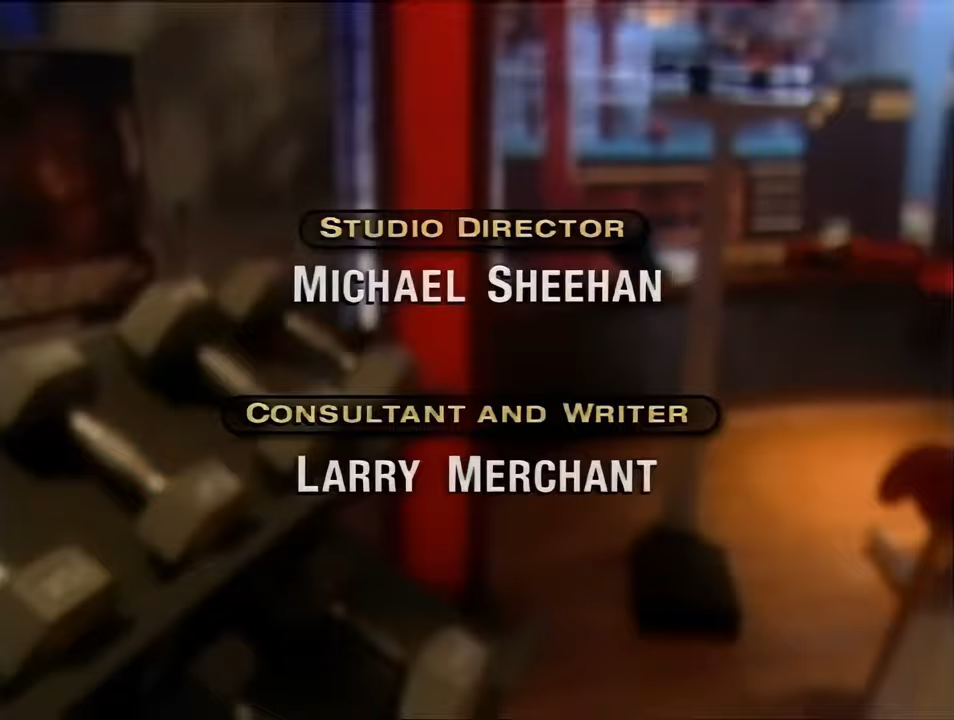 STUDIO DIRECTOR
MICHAEL SHEEHAN
CONSULTANT AND WRITER
LARRY MERCHANT